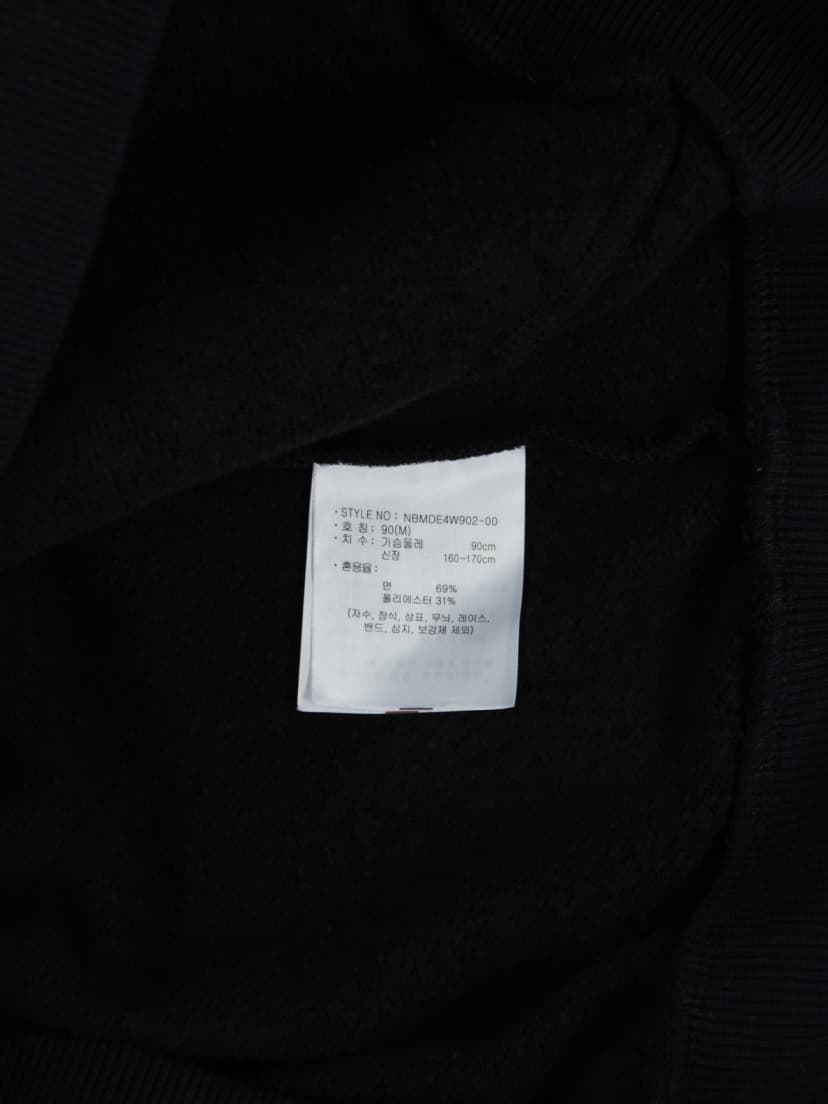 · STYLE NO : NBMDE4W902-00
· 호 칭 : 90(M)
· 치 수 : 가슴둘레 90cm
신장 160~170cm
· 혼용율 :
면 69%
폴리에스터 31%
(자수, 장식, 상표, 무늬, 레이스,
밴드, 심지, 보강제 제외)